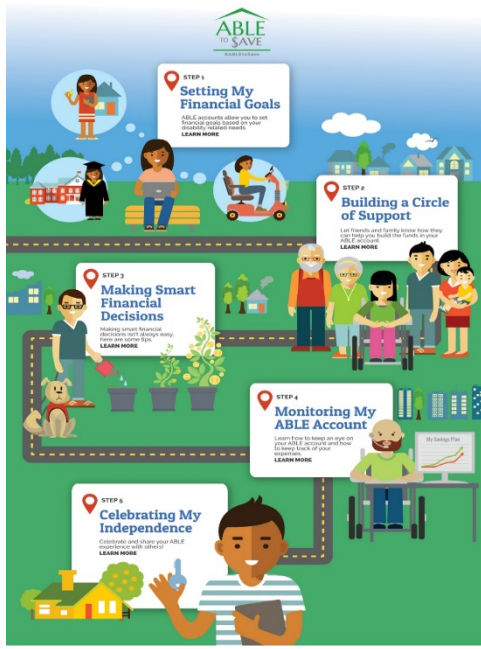 ABLE
TO $AVE
STEP 1
Setting My
Financial Goals
ABLE accounts allow you to set
financial goals based on your
disability related needs.
LEARN MORE
STEP 2
Building a Circle
of Support
Let friends and family know how they
can help you build the funds in your
ABLE account.
LEARN MORE
STEP 3
Making Smart
Financial
Decisions
Making smart financial
decisions isn't always easy,
here are some tips.
LEARN MORE
STEP 4
Monitoring My
ABLE Account
Learn how to keep an eye on
your ABLE account and how
to keep track of your
expenses.
LEARN MORE
My Savings Plan
STEP 5
Celebrating My
Independence
Celebrate and share your ABLE
experience with others!
LEARN MORE